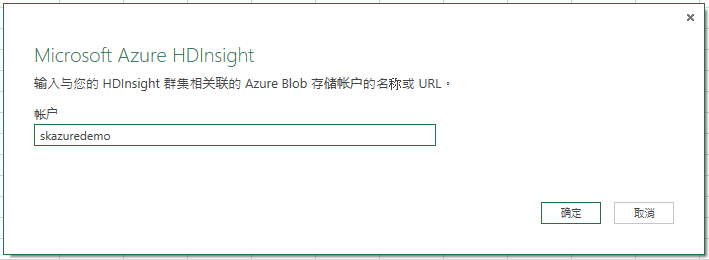 Microsoft Azure HDInsight
输入与您的 HDInsight 群集相关联的 Azure Blob 存储帐户的名称或 URL。
帐户
skazuredemo
确定
取消